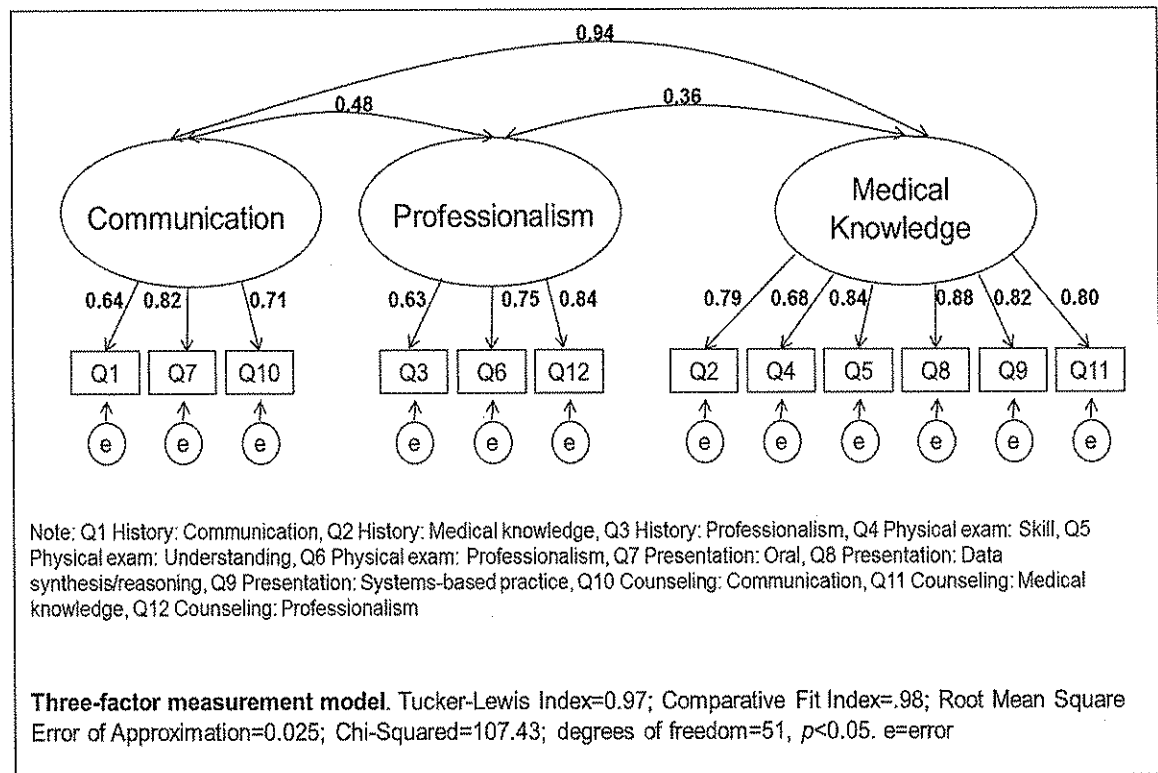 0.94
0.48
0.36
Communication
Professionalism
Medical
Knowledge
0.64 0.82 0.71
0.63 0.75 0.84
0.79 0.68 0.84 0.88 0.82 0.80
Q1 Q7 Q10 Q3 Q6 Q12 Q2 Q4 Q5 Q8 Q9 Q11
e e e e e e e e e e e e
Note: Q1 History: Communication, Q2 History: Medical knowledge, Q3 History: Professionalism, Q4 Physical exam: Skill, Q5
Physical exam: Understanding, Q6 Physical exam: Professionalism, Q7 Presentation: Oral, Q8 Presentation: Data
synthesis/reasoning, Q9 Presentation: Systems-based practice, Q10 Counseling: Communication, Q11 Counseling: Medical
knowledge, Q12 Counseling: Professionalism
Three-factor measurement model. Tucker-Lewis Index=0.97; Comparative Fit Index=.98; Root Mean Square
Error of Approximation=0.025; Chi-Squared=107.43; degrees of freedom=51, p<0.05. e=error